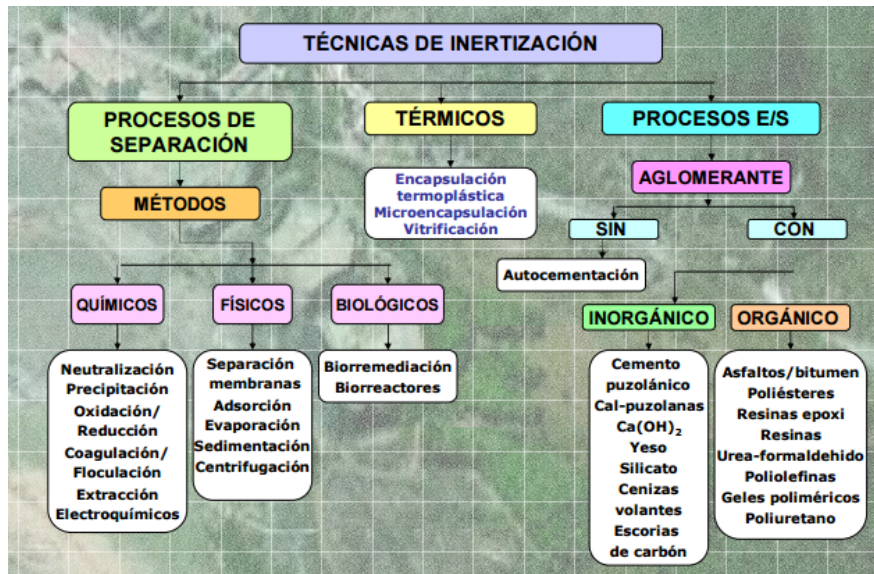 TÉCNICAS DE INERTIZACIÓN
PROCESOS DE
SEPARACIÓN
TÉRMICOS
PROCESOS E/S
Encapsulación
termoplástica
Microencapsulación
Vitrificación
AGLOMERANTE
MÉTODOS
SIN
CON
Autocementación
QUÍMICOS
FÍSICOS
BIOLÓGICOS
INORGÁNICO
ORGÁNICO
Neutralización
Precipitación
Oxidación/
Reducción
Coagulación/
Floculación
Extracción
Electroquímicos
Separación
membranas
Adsorción
Evaporación
Sedimentación
Centrifugación
Biorremediación
Biorreactores
Cemento
puzolánico
Cal-puzolanas
Ca(OH)₂
Yeso
Silicato
Cenizas
volantes
Escorias
de carbón
Asfaltos/bitumen
Poliésteres
Resinas epoxi
Resinas
Urea-formaldehido
Poliolefinas
Geles poliméricos
Poliuretano